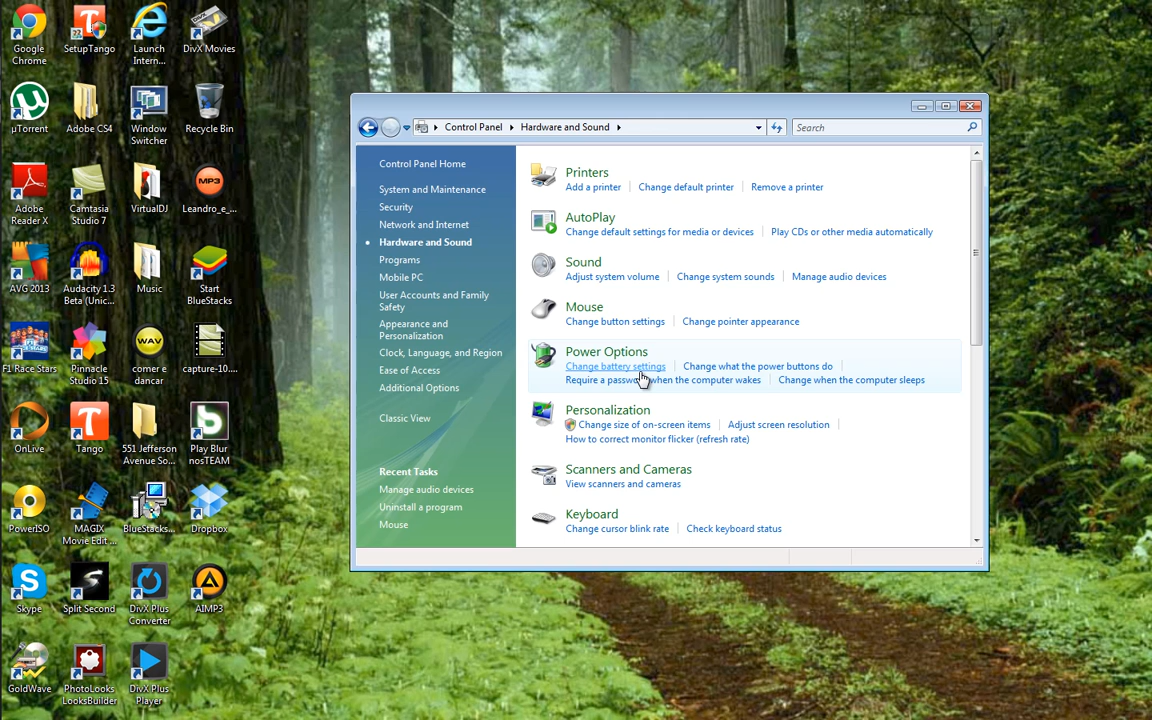 Google Chrome
SetupTango
Launch Intern...
DivX Movies
µTorrent
Adobe CS4
Window Switcher
Recycle Bin
Adobe Reader X
Camtasia Studio 7
VirtualDJ
MP3
Leandro_e_...
AVG 2013
Audacity 1.3 Beta (Unic...
Music
Start BlueStacks
F1 Race Stars
Pinnacle Studio 15
WAV
comer e dancar
capture-10....
OnLive
Tango
551 Jefferson Avenue So...
Play Blur nosTEAM
PowerISO
MAGIX Movie Edit ...
BlueStacks...
Dropbox
Skype
Split Second
DivX Plus Converter
AIMP3
GoldWave
PhotoLooks LooksBuilder
DivX Plus Player
Control Panel
Hardware and Sound
Search
Control Panel Home
System and Maintenance
Security
Network and Internet
Hardware and Sound
Programs
Mobile PC
User Accounts and Family
Safety
Appearance and
Personalization
Clock, Language, and Region
Ease of Access
Additional Options
Classic View
Recent Tasks
Manage audio devices
Uninstall a program
Mouse
Printers
Add a printer Change default printer Remove a printer
AutoPlay
Change default settings for media or devices Play CDs or other media automatically
Sound
Adjust system volume Change system sounds Manage audio devices
Mouse
Change button settings Change pointer appearance
Power Options
Change battery settings Change what the power buttons do
Require a password when the computer wakes Change when the computer sleeps
Personalization
Change size of on-screen items Adjust screen resolution
How to correct monitor flicker (refresh rate)
Scanners and Cameras
View scanners and cameras
Keyboard
Change cursor blink rate Check keyboard status